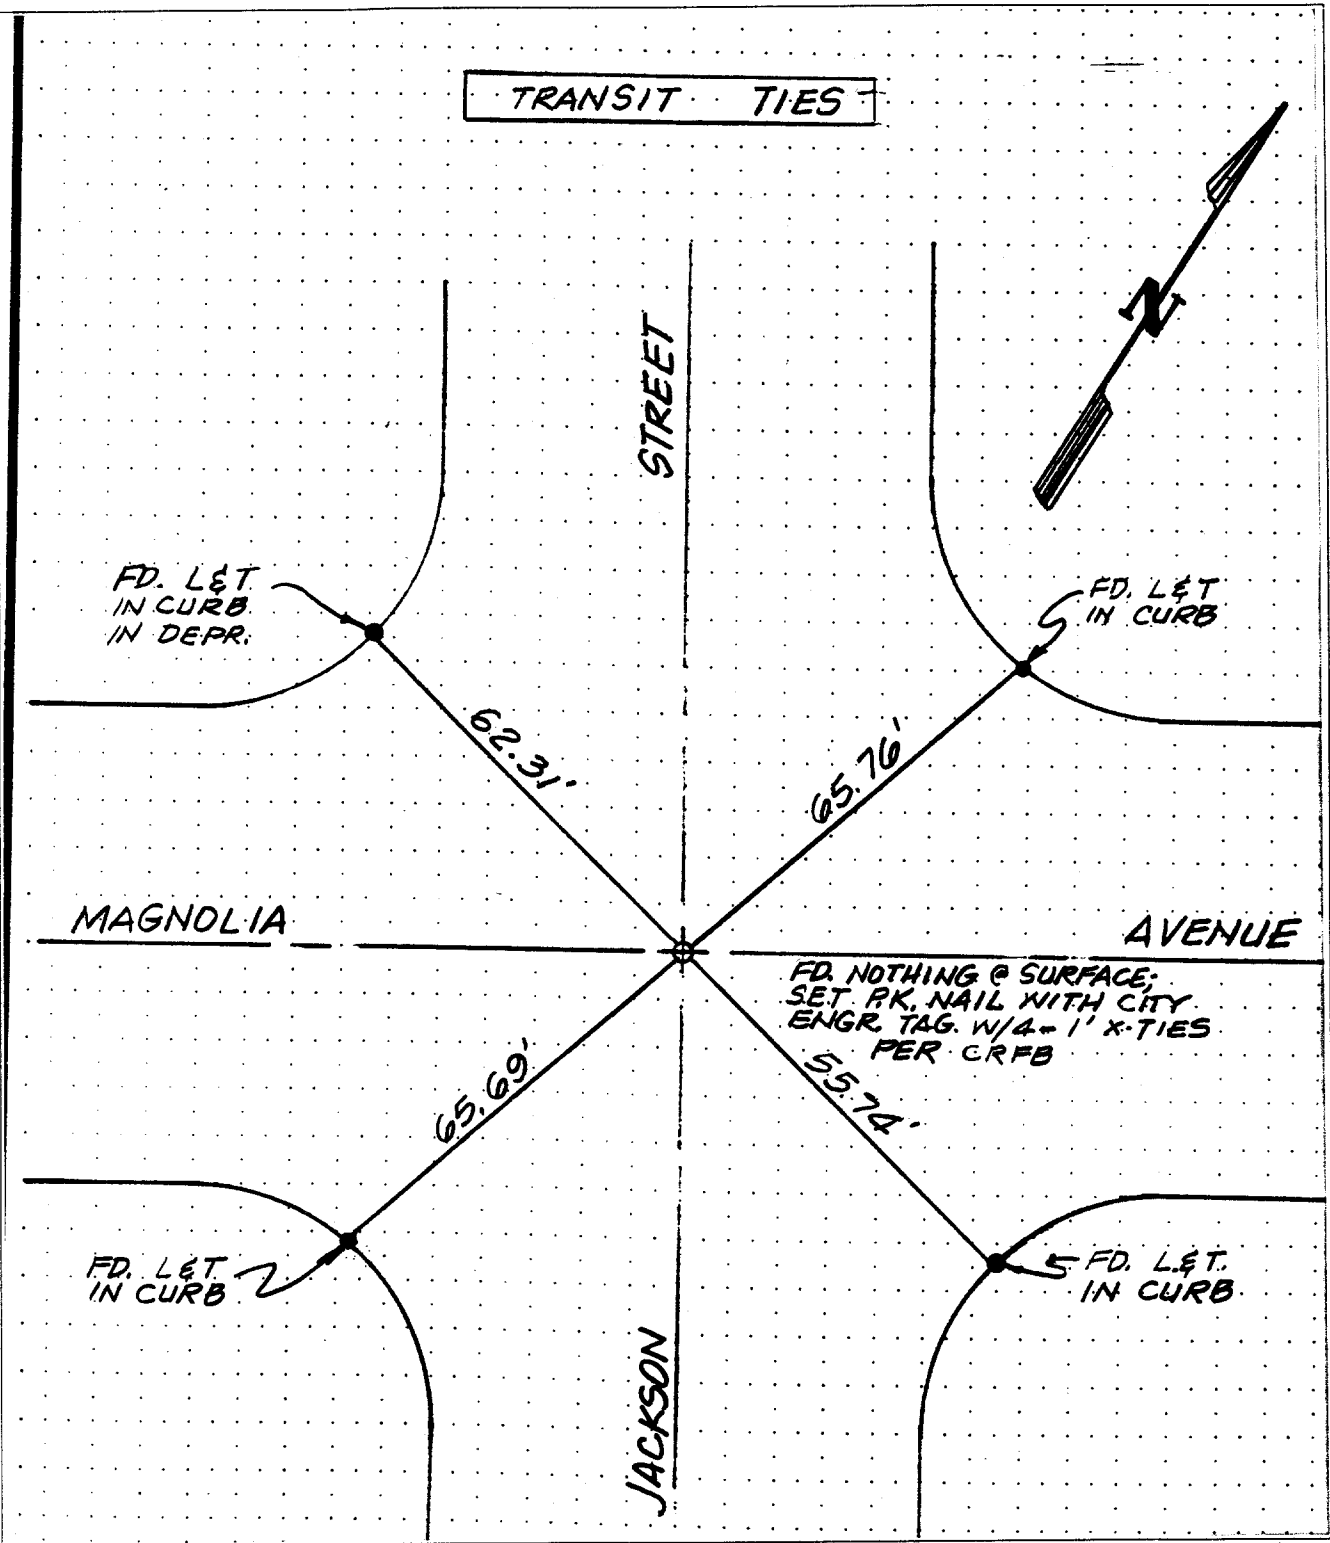 TRANSIT TIES
N
STREET
FD. L&T
IN CURB
IN DEPR.
FD. L&T
IN CURB
62.31'
65.76'
MAGNOLIA
AVENUE
FD. NOTHING @ SURFACE;
SET P.K. NAIL WITH CITY
ENGR. TAG. W/4- 1' X-TIES
PER CRFB
65.69'
55.74'
FD. L&T
IN CURB
FD. L&T.
IN CURB
JACKSON